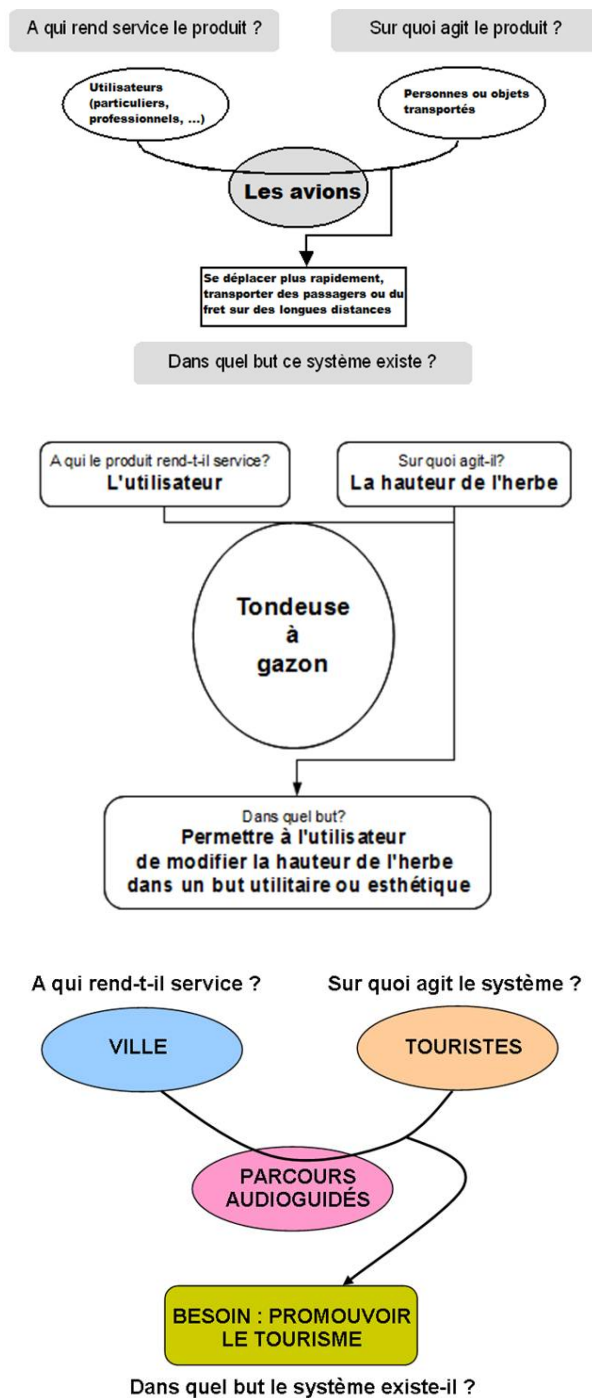 A qui rend service le produit ?
Sur quoi agit le produit ?
Utilisateurs
(particuliers,
professionnels, ...)
Personnes ou objets
transportés
Les avions
Se déplacer plus rapidement,
transporter des passagers ou du
fret sur des longues distances
Dans quel but ce système existe ?
A qui le produit rend-t-il service?
L'utilisateur
Sur quoi agit-il?
La hauteur de l'herbe
Tondeuse
à
gazon
Dans quel but?
Permettre à l'utilisateur
de modifier la hauteur de l'herbe
dans un but utilitaire ou esthétique
A qui rend-t-il service ?
Sur quoi agit le système ?
VILLE
TOURISTES
PARCOURS
AUDIOGUIDÉS
BESOIN : PROMOUVOIR
LE TOURISME
Dans quel but le système existe-il ?